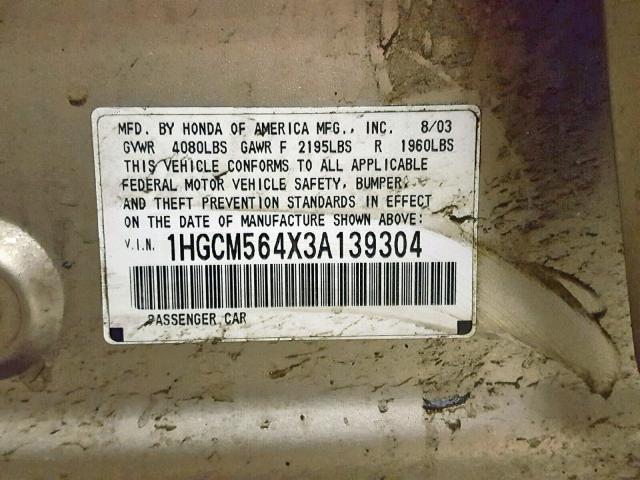 MFD. BY HONDA OF AMERICA MFG., INC. 8/03
GVWR 4080LBS GAWR F 2195LBS R 1960LBS
THIS VEHICLE CONFORMS TO ALL APPLICABLE
FEDERAL MOTOR VEHICLE SAFETY, BUMPER,
AND THEFT PREVENTION STANDARDS IN EFFECT
ON THE DATE OF MANUFACTURE SHOWN ABOVE:
V.I.N. 1HGCM564X3A139304
PASSENGER CAR